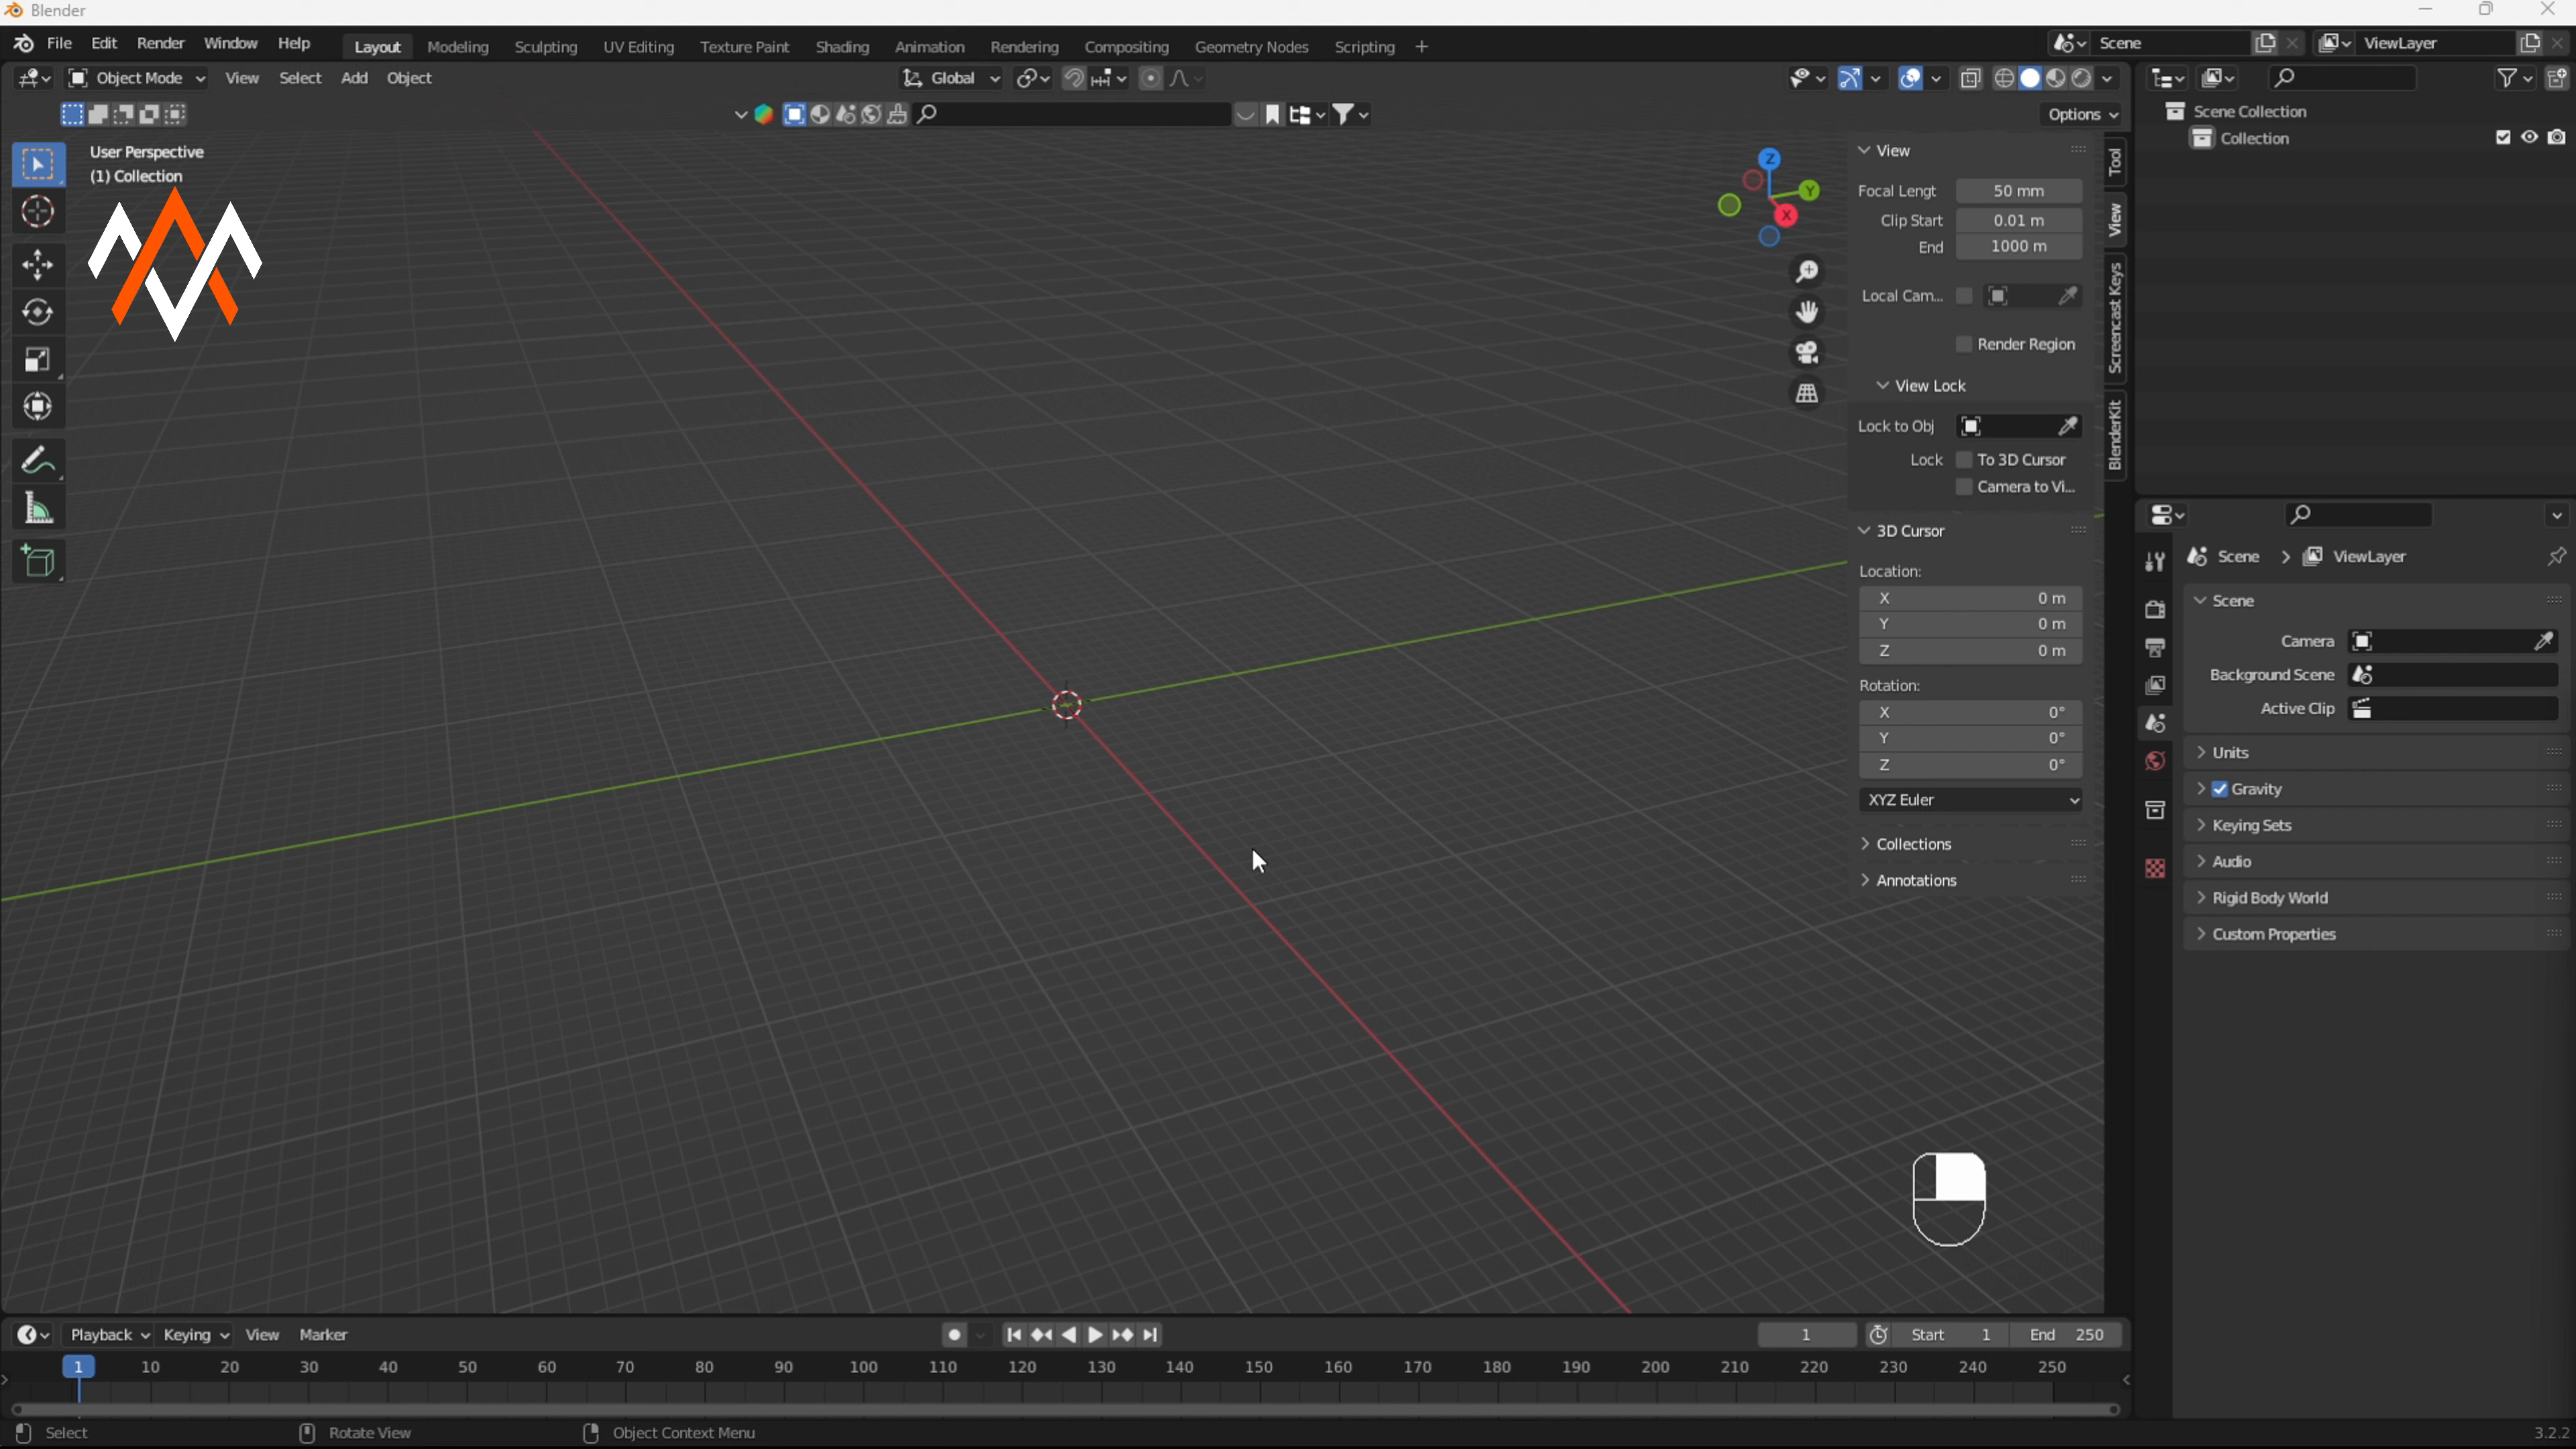 Blender
File Edit Render Window Help Layout Modeling Sculpting UV Editing Texture Paint Shading Animation Rendering Compositing Geometry Nodes Scripting + Scene ViewLayer
Object Mode View Select Add Object Global
Options
User Perspective
(1) Collection
Z
Y
X
View
Focal Lengt 50 mm
Clip Start 0.01 m
End 1000 m
Local Cam...
Render Region
View Lock
Lock to Obj
Lock To 3D Cursor
Camera to Vi...
3D Cursor
Location:
X 0 m
Y 0 m
Z 0 m
Rotation:
X 0°
Y 0°
Z 0°
XYZ Euler
Collections
Annotations
Tool
View
Screencast Keys
BlenderKit
Scene Collection
Collection
Scene > ViewLayer
Scene
Camera
Background Scene
Active Clip
Units
Gravity
Keying Sets
Audio
Rigid Body World
Custom Properties
Playback Keying View Marker 1 Start 1 End 250
1 10 20 30 40 50 60 70 80 90 100 110 120 130 140 150 160 170 180 190 200 210 220 230 240 250
Select Rotate View Object Context Menu 3.2.2